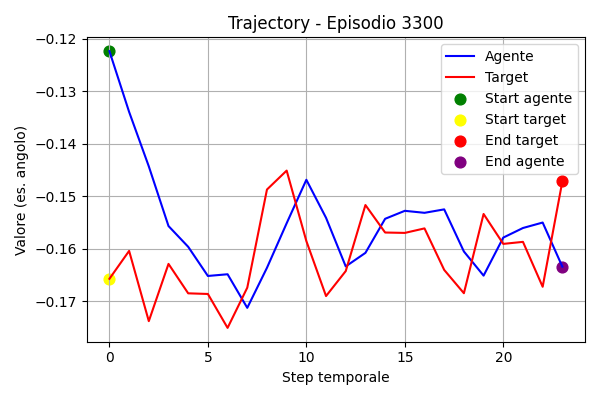 Trajectory - Episodio 3300
Valore (es. angolo)
−0.12
−0.13
−0.14
−0.15
−0.16
−0.17
Agente
Target
Start agente
Start target
End target
End agente
0 5 10 15 20
Step temporale